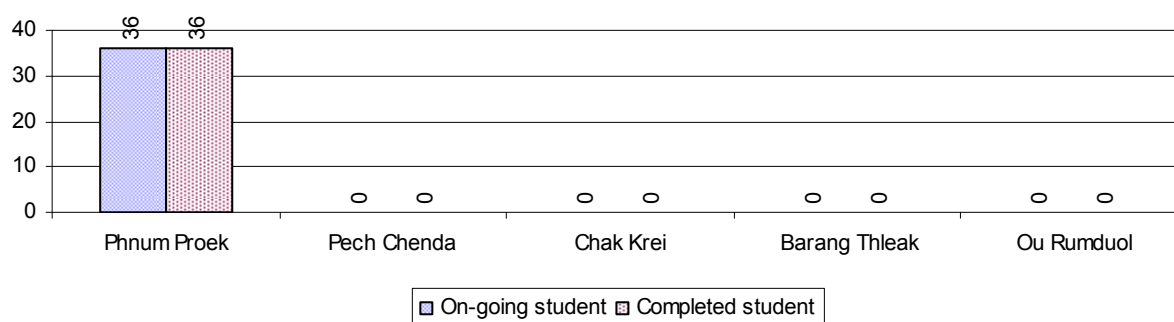 40
30
20
10
0
36 36
0 0 0 0 0 0 0 0
Phnum Proek Pech Chenda Chak Krei Barang Thleak Ou Rumduol
On-going student Completed student